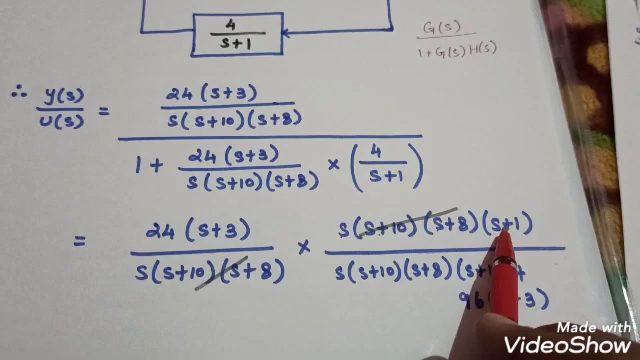 4 / (s+1)
G(s) / (1+G(s)H(s))
∴ y(s)/u(s) = [24(s+3) / s(s+10)(s+8)] / [1 + 24(s+3) / s(s+10)(s+8) × (4/(s+1))]
= 24(s+3) / s(s+10)(s+8) × s(s+10)(s+8)(s+1) / s(s+10)(s+8)(s+
96 3)
Made with
VideoShow